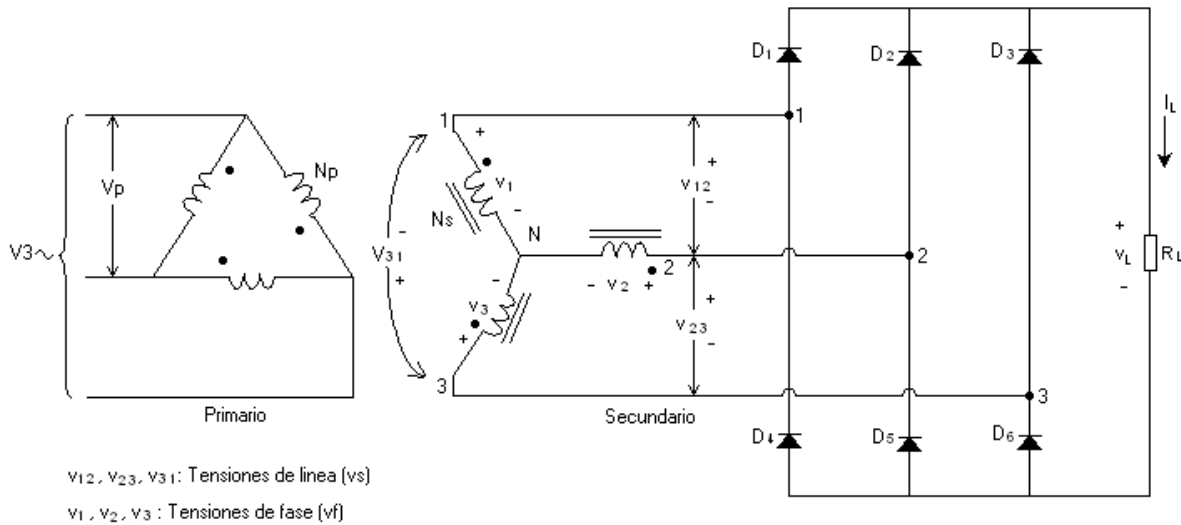 D1
D2
D3
1
IL
1
+
+
Vp
Np
v1
v12
-
-
Ns
N
V3~
-
V31
+
2
2
+
vL
-
RL
-
v2
+
-
v3
+
+
v23
-
3
3
Primario
Secundario
D4
D5
D6
v12 , v23 , v31: Tensiones de linea (vs)
v1 , v2 , v3 : Tensiones de fase (vf)